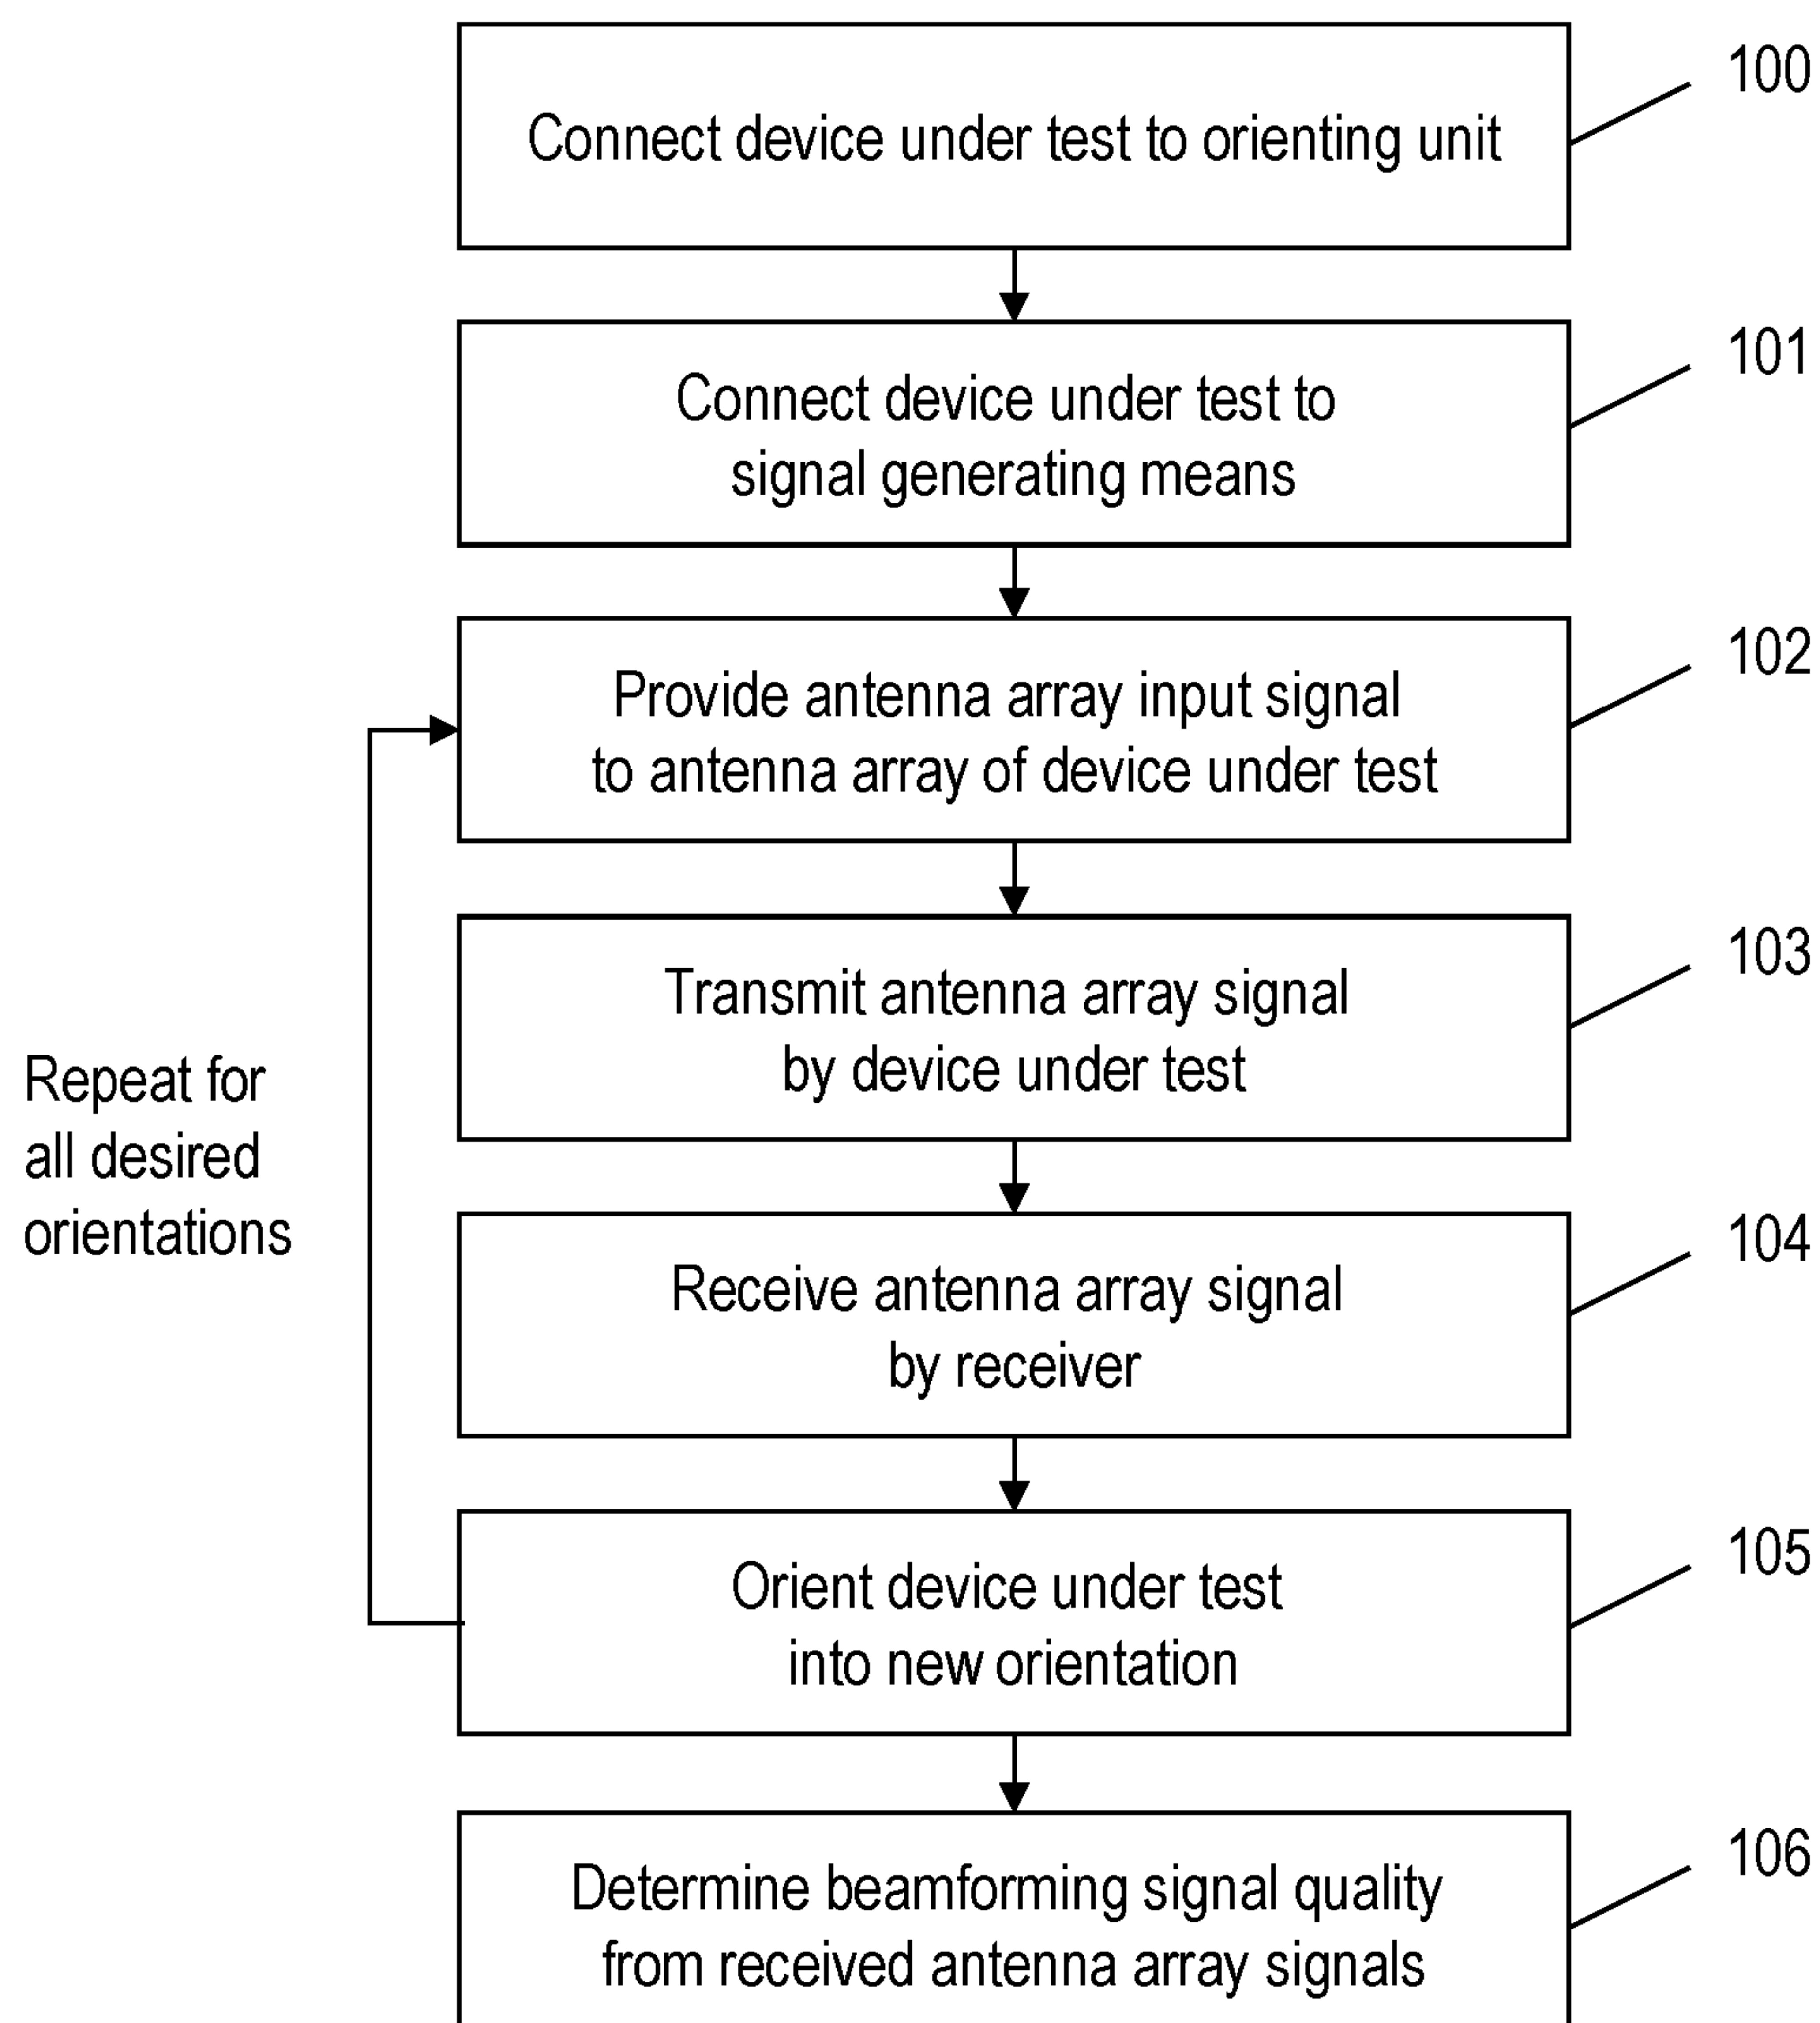 Connect device under test to orienting unit
100
Connect device under test to
signal generating means
101
Provide antenna array input signal
to antenna array of device under test
102
Transmit antenna array signal
by device under test
103
Repeat for
all desired
orientations
Receive antenna array signal
by receiver
104
Orient device under test
into new orientation
105
Determine beamforming signal quality
from received antenna array signals
106